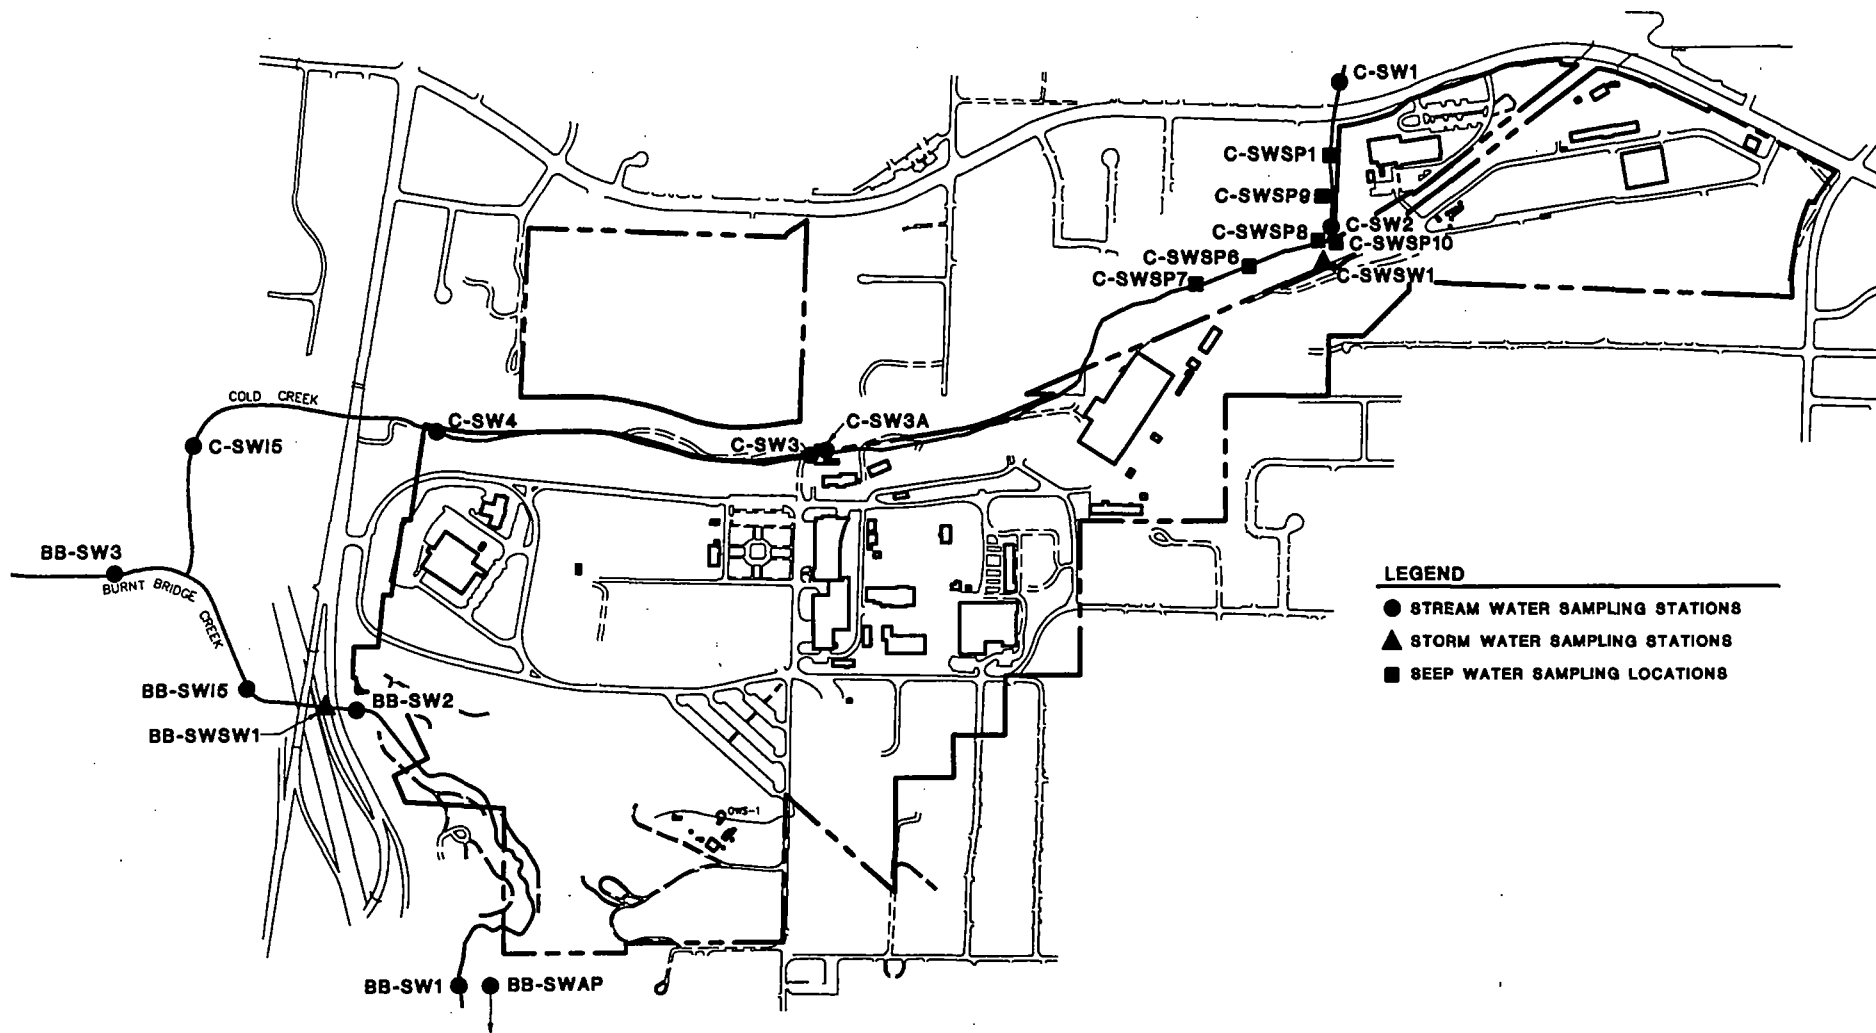 C-SW1
C-SWSP1
C-SWSP9
C-SW2
C-SWSP8
C-SWSP10
C-SWSP6
C-SWSP7
C-SWSW1
COLD CREEK
C-SW4
C-SW3A
C-SW3
C-SWI5
BB-SW3
BURNT BRIDGE CREEK
LEGEND
STREAM WATER SAMPLING STATIONS
STORM WATER SAMPLING STATIONS
SEEP WATER SAMPLING LOCATIONS
BB-SWI5
BB-SW2
BB-SWSW1
OWS-1
BB-SW1
BB-SWAP